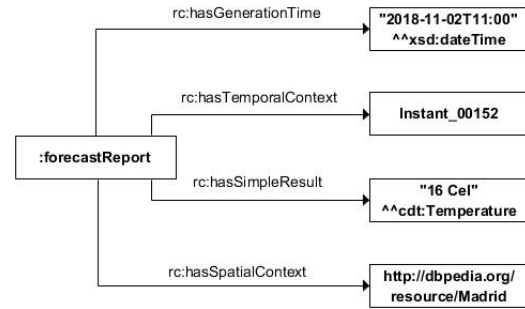 rc:hasGenerationTime
"2018-11-02T11:00"
^^xsd:dateTime
rc:hasTemporalContext
Instant_00152
:forecastReport
rc:hasSimpleResult
"16 Cel"
^^cdt:Temperature
rc:hasSpatialContext
http://dbpedia.org/
resource/Madrid